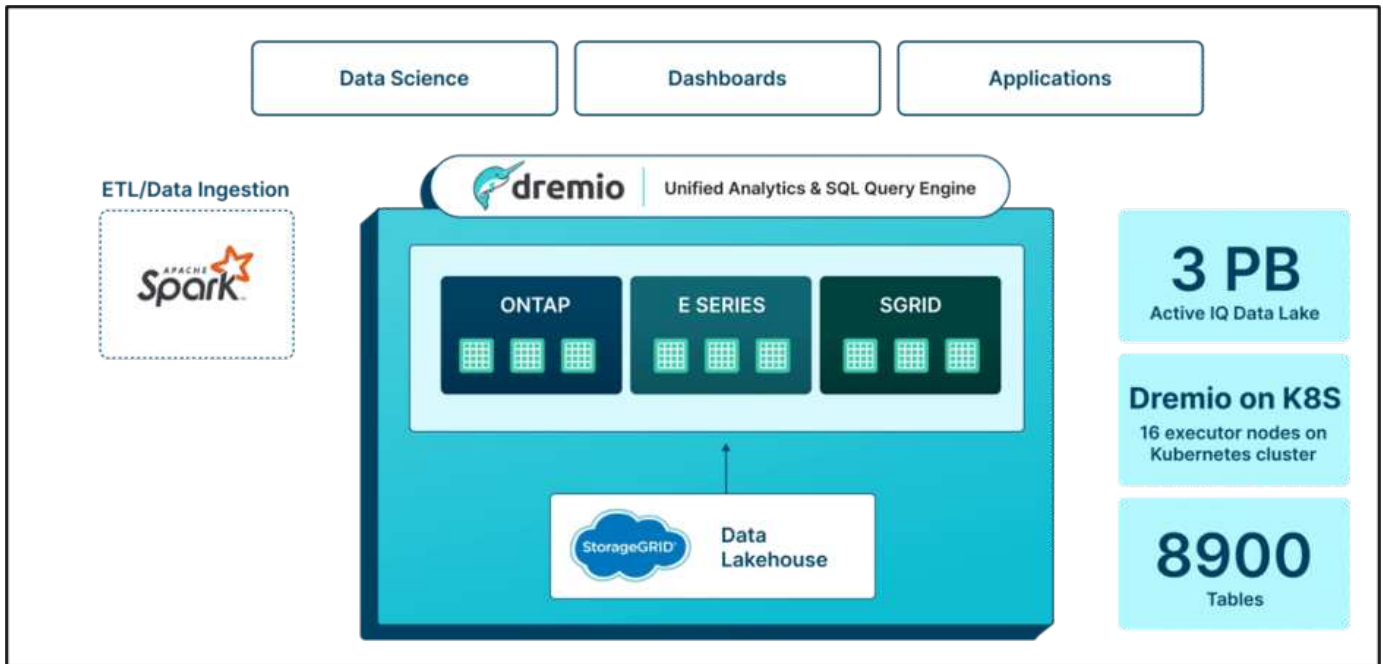 Data Science
Dashboards
Applications
ETL/Data Ingestion
APACHE
Spark™
dremio
Unified Analytics & SQL Query Engine
ONTAP
E SERIES
SGRID
StorageGRID®
Data
Lakehouse
3 PB
Active IQ Data Lake
Dremio on K8S
16 executor nodes on
Kubernetes cluster
8900
Tables